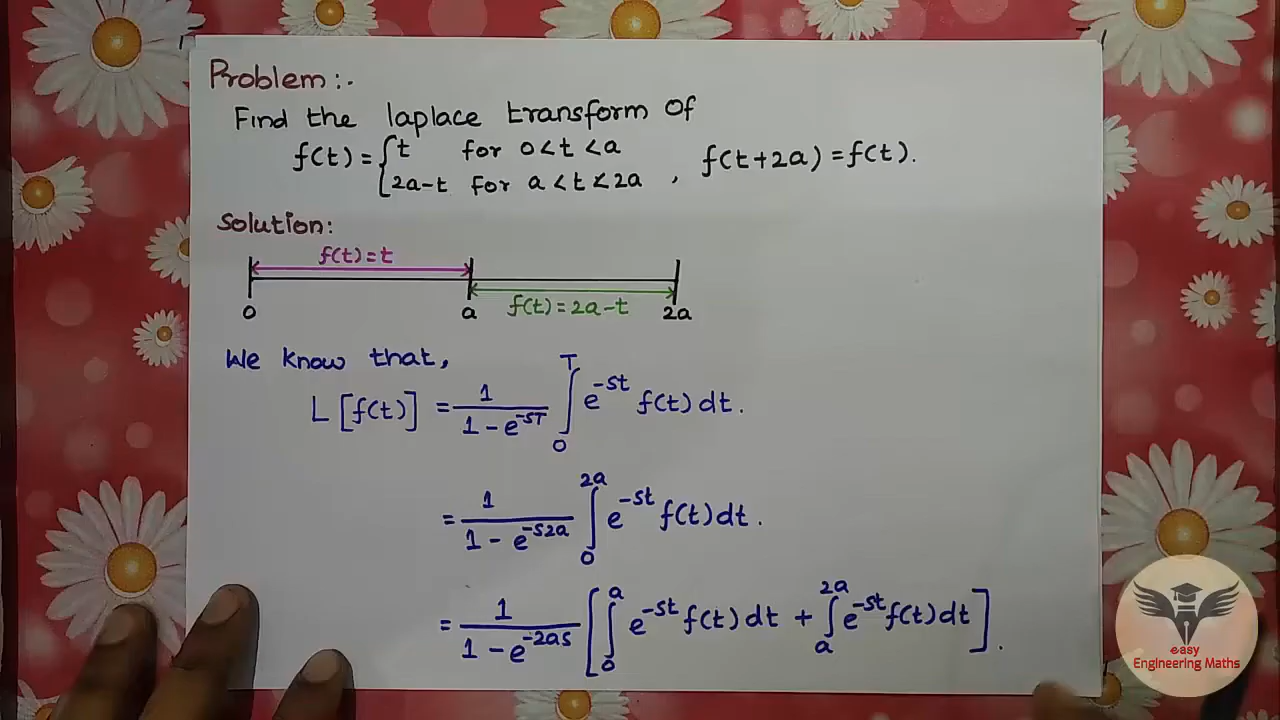 Problem:-
Find the laplace transform of
f(t) = { t for 0 < t < a
{ 2a-t for a < t < 2a , f(t+2a) = f(t).
Solution:
f(t) = t
0 a f(t) = 2a-t 2a
We know that,
L[f(t)] = 1/(1-e^{-sT}) ∫_0^T e^{-st} f(t) dt.
= 1/(1-e^{-s2a}) ∫_0^{2a} e^{-st} f(t) dt.
= 1/(1-e^{-2as}) [ ∫_0^a e^{-st} f(t) dt + ∫_a^{2a} e^{-st} f(t) dt ].
easy
Engineering Maths